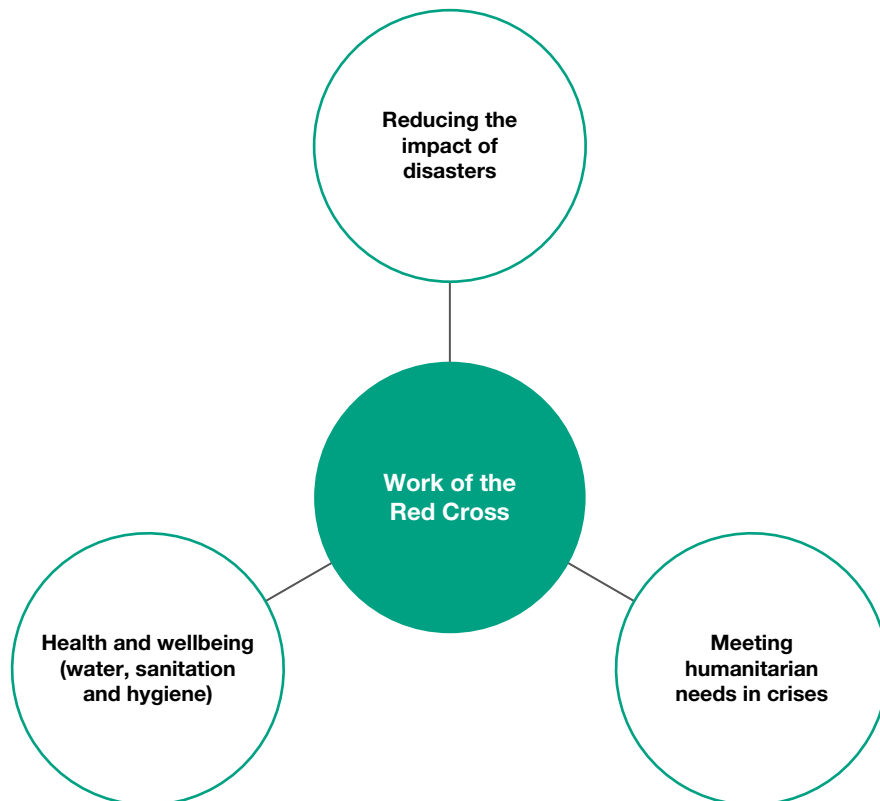 Reducing the
impact of
disasters
Work of the
Red Cross
Health and wellbeing
(water, sanitation
and hygiene)
Meeting
humanitarian
needs in crises